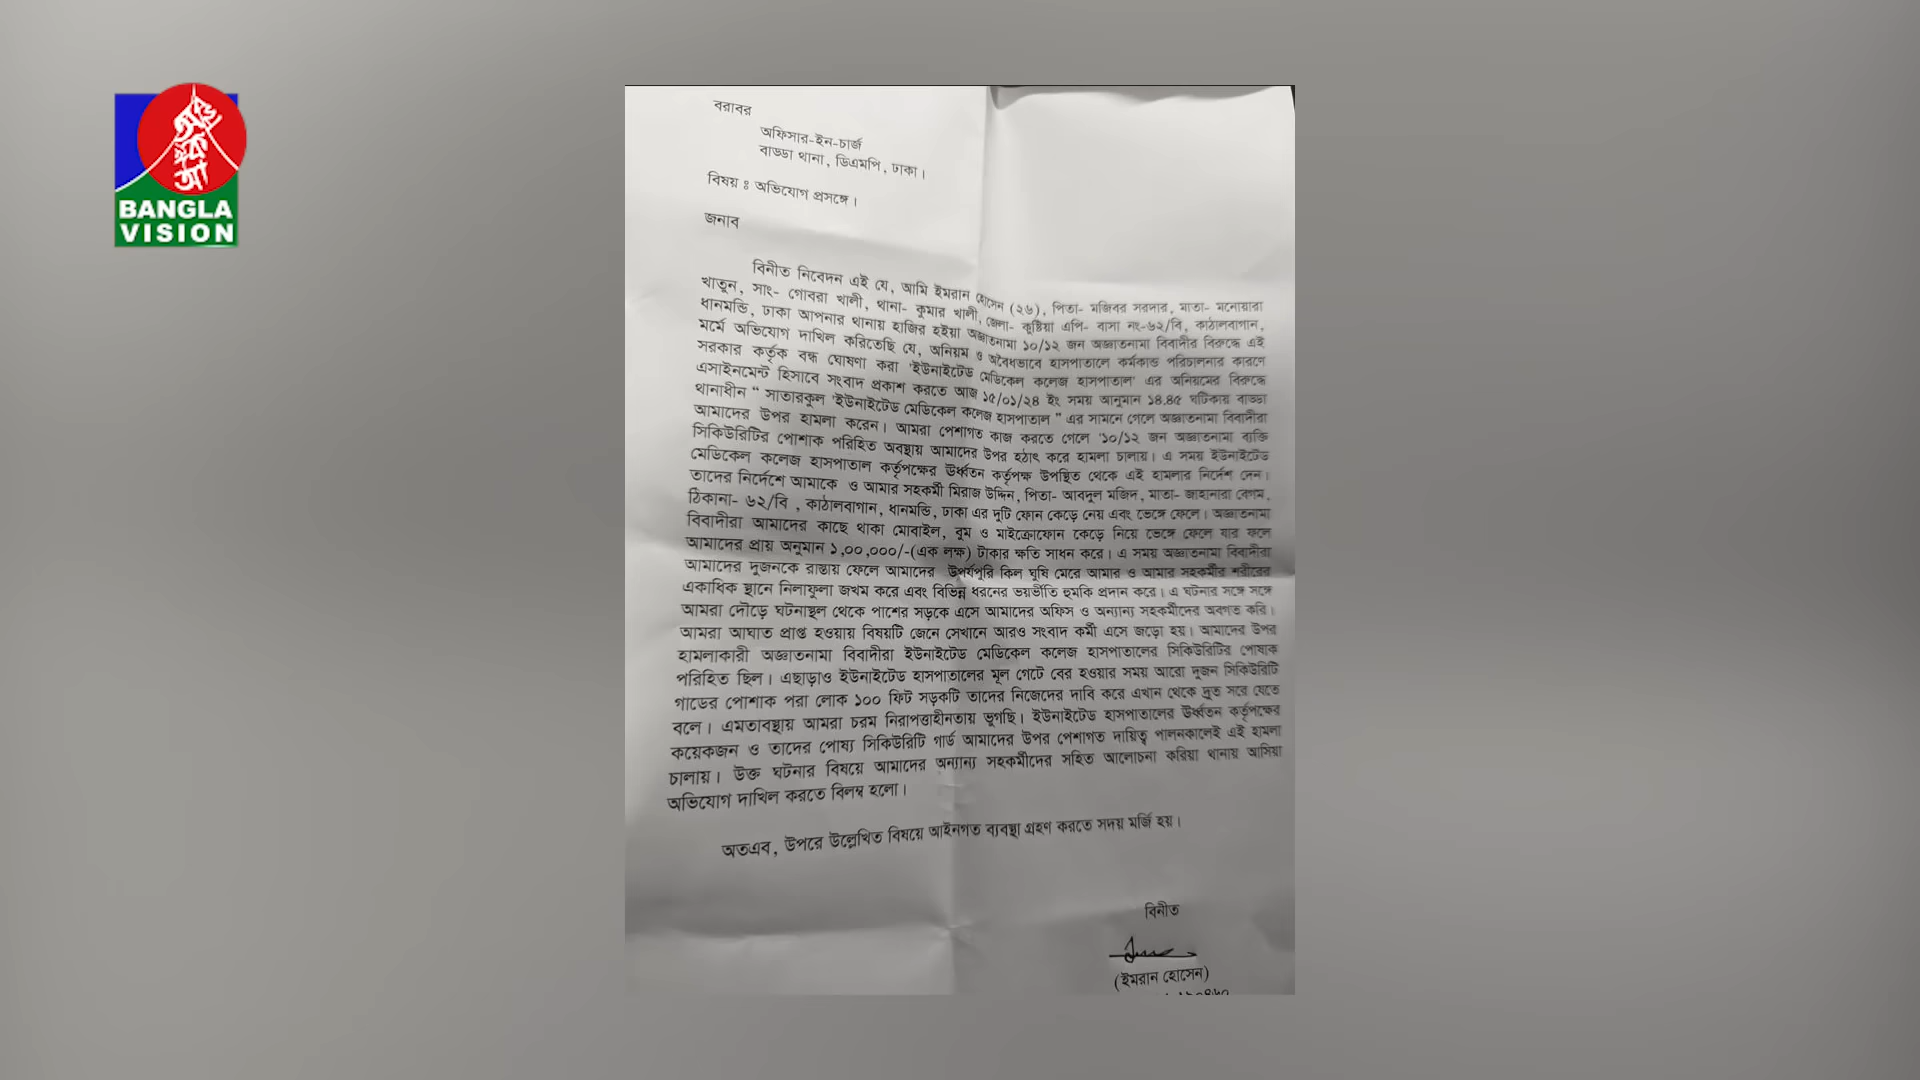 BANGLA
VISION
বরাবর
অফিসার-ইন-চার্জ
বাড্ডা থানা, ডিএমপি, ঢাকা।
বিষয় ঃ অভিযোগ প্রসঙ্গে।
জনাব
বিনীত নিবেদন এই যে, আমি ইমরান হোসেন (২৬), পিতা- মজিবর সরদার, মাতা- মনোয়ারা
খাতুন, সাং- গোবরা খালী, থানা- কুমার খালী, জেলা- কুষ্টিয়া এপি- বাসা নং-৬২/বি, কাঠালবাগান,
ধানমন্ডি, ঢাকা আপনার থানায় হাজির হইয়া অজ্ঞাতনামা ১০/১২ জন অজ্ঞাতনামা বিবাদীর বিরুদ্ধে এই
মর্মে অভিযোগ দাখিল করিতেছি যে, অনিয়ম ও অবৈধভাবে হাসপাতালে কর্মকান্ড পরিচালনার কারণে
সরকার কর্তৃক বন্ধ ঘোষণা করা 'ইউনাইটেড মেডিকেল কলেজ হাসপাতাল' এর অনিয়মের বিরুদ্ধে
এসাইনমেন্ট হিসাবে সংবাদ প্রকাশ করতে আজ ১৫/০১/২৪ ইং সময় আনুমান ১৪.৪৫ ঘটিকায় বাড্ডা
থানাধীন “ সাতারকুল 'ইউনাইটেড মেডিকেল কলেজ হাসপাতাল ” এর সামনে গেলে অজ্ঞাতনামা বিবাদীরা
আমাদের উপর হামলা করেন। আমরা পেশাগত কাজ করতে গেলে '১০/১২ জন অজ্ঞাতনামা ব্যক্তি
সিকিউরিটির পোশাক পরিহিত অবস্থায় আমাদের উপর হঠাৎ করে হামলা চালায়। এ সময় ইউনাইটেড
মেডিকেল কলেজ হাসপাতাল কর্তৃপক্ষের ঊর্ধ্বতন কর্তৃপক্ষ উপস্থিত থেকে এই হামলার নির্দেশ দেন।
তাদের নির্দেশে আমাকে ও আমার সহকর্মী মিরাজ উদ্দিন, পিতা- আবদুল মজিদ, মাতা- জাহানারা বেগম,
ঠিকানা- ৬২/বি , কাঠালবাগান, ধানমন্ডি, ঢাকা এর দুটি ফোন কেড়ে নেয় এবং ভেঙ্গে ফেলে। অজ্ঞাতনামা
বিবাদীরা আমাদের কাছে থাকা মোবাইল, বুম ও মাইক্রোফোন কেড়ে নিয়ে ভেঙ্গে ফেলে যার ফলে
আমাদের প্রায় অনুমান ১,০০,০০০/-(এক লক্ষ) টাকার ক্ষতি সাধন করে। এ সময় অজ্ঞাতনামা বিবাদীরা
আমাদের দুজনকে রাস্তায় ফেলে আমাদের উপর্যপুরি কিল ঘুষি মেরে আমার ও আমার সহকর্মীর শরীরের
একাধিক স্থানে নিলাফুলা জখম করে এবং বিভিন্ন ধরনের ভয়ভীতি হুমকি প্রদান করে। এ ঘটনার সঙ্গে সঙ্গে
আমরা দৌড়ে ঘটনাস্থল থেকে পাশের সড়কে এসে আমাদের অফিস ও অন্যান্য সহকর্মীদের অবগত করি।
আমরা আঘাত প্রাপ্ত হওয়ায় বিষয়টি জেনে সেখানে আরও সংবাদ কর্মী এসে জড়ো হয়। আমাদের উপর
হামলাকারী অজ্ঞাতনামা বিবাদীরা ইউনাইটেড মেডিকেল কলেজ হাসপাতালের সিকিউরিটির পোষাক
পরিহিত ছিল। এছাড়াও ইউনাইটেড হাসপাতালের মূল গেটে বের হওয়ার সময় আরো দুজন সিকিউরিটি
গার্ডের পোশাক পরা লোক ১০০ ফিট সড়কটি তাদের নিজেদের দাবি করে এখান থেকে দ্রুত সরে যেতে
বলে। এমতাবস্থায় আমরা চরম নিরাপত্তাহীনতায় ভুগছি। ইউনাইটেড হাসপাতালের ঊর্ধ্বতন কর্তৃপক্ষের
কয়েকজন ও তাদের পোষ্য সিকিউরিটি গার্ড আমাদের উপর পেশাগত দায়িত্ব পালনকালেই এই হামলা
চালায়। উক্ত ঘটনার বিষয়ে আমাদের অন্যান্য সহকর্মীদের সহিত আলোচনা করিয়া থানায় আসিয়া
অভিযোগ দাখিল করতে বিলম্ব হলো।
অতএব, উপরে উল্লেখিত বিষয়ে আইনগত ব্যবস্থা গ্রহণ করতে সদয় মর্জি হয়।
বিনীত
(ইমরান হোসেন)